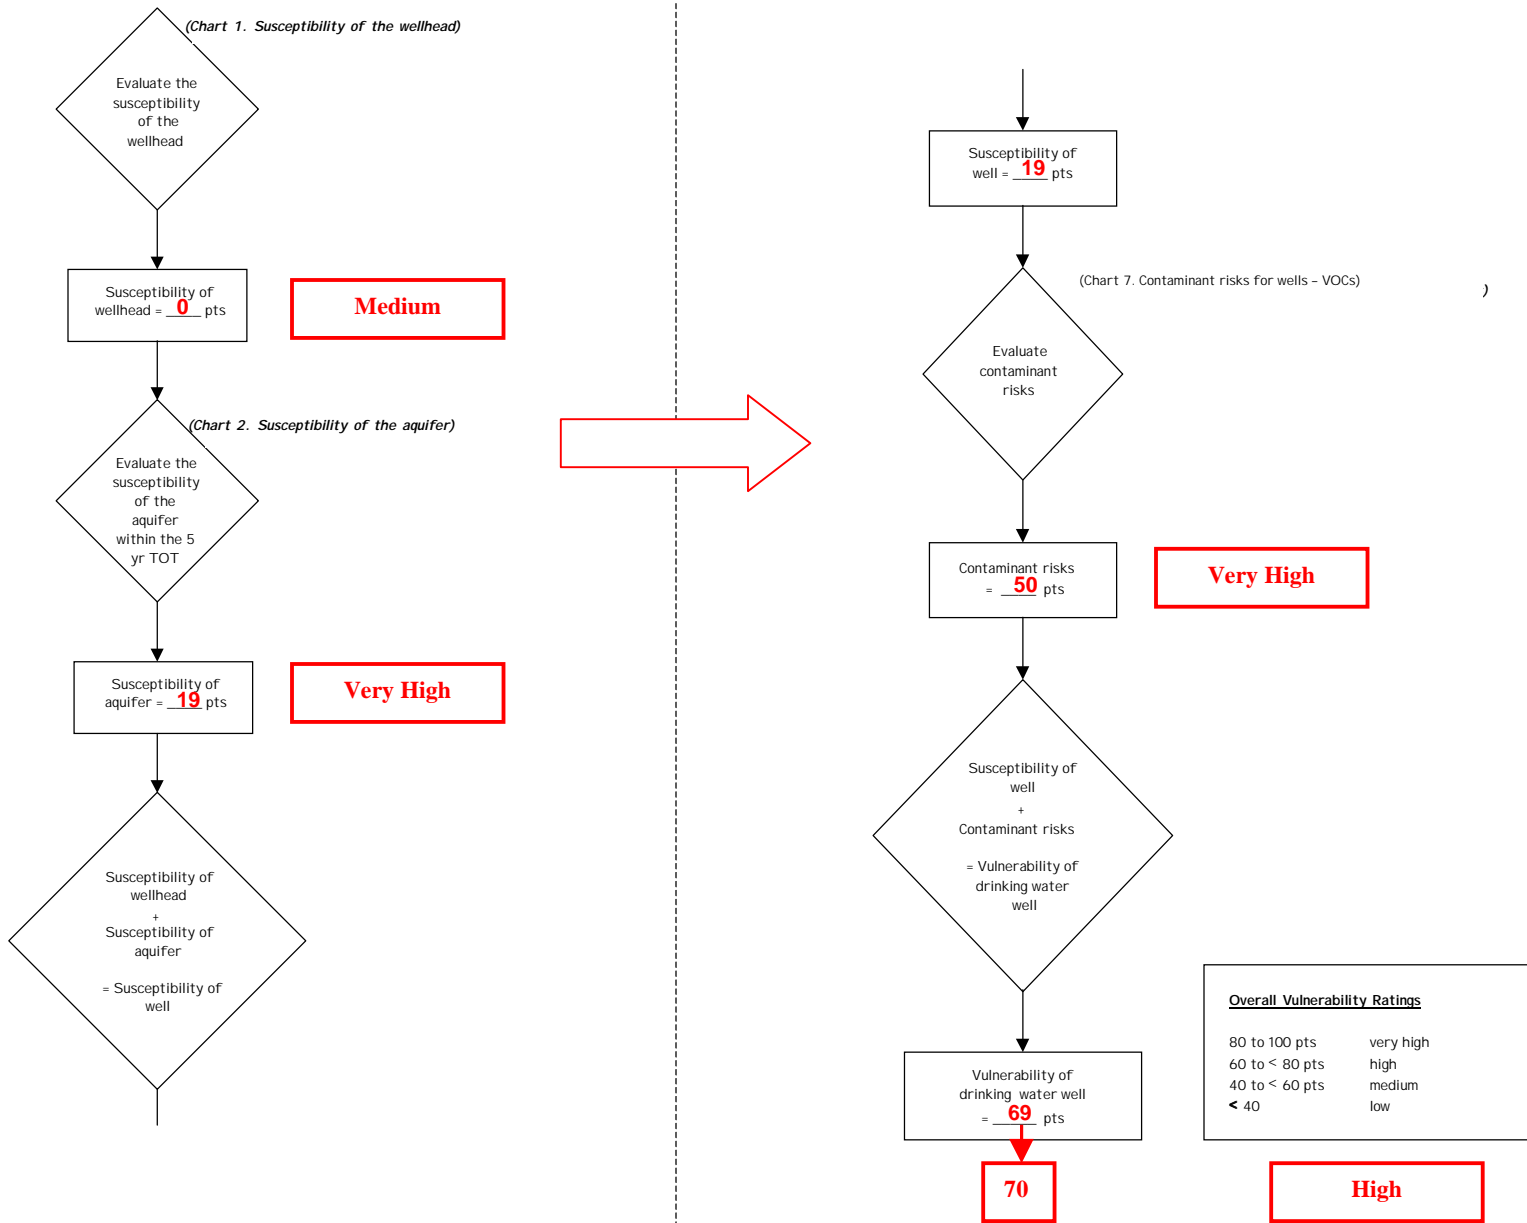 (Chart 1. Susceptibility of the wellhead)
Evaluate the
susceptibility
of the
wellhead
Susceptibility of
wellhead = 0 pts
Medium
(Chart 2. Susceptibility of the aquifer)
Evaluate the
susceptibility
of the
aquifer
within the 5
yr TOT
Susceptibility of
aquifer = 19 pts
Very High
Susceptibility of
wellhead
+
Susceptibility of
aquifer
= Susceptibility of
well
Susceptibility of
well = 19 pts
(Chart 7. Contaminant risks for wells – VOCs)
)
Evaluate
contaminant
risks
Contaminant risks
= 50 pts
Very High
Susceptibility of
well
+
Contaminant risks
= Vulnerability of
drinking water
well
Vulnerability of
drinking water well
= 69 pts
70
Overall Vulnerability Ratings
80 to 100 pts very high
60 to < 80 pts high
40 to < 60 pts medium
< 40 low
High